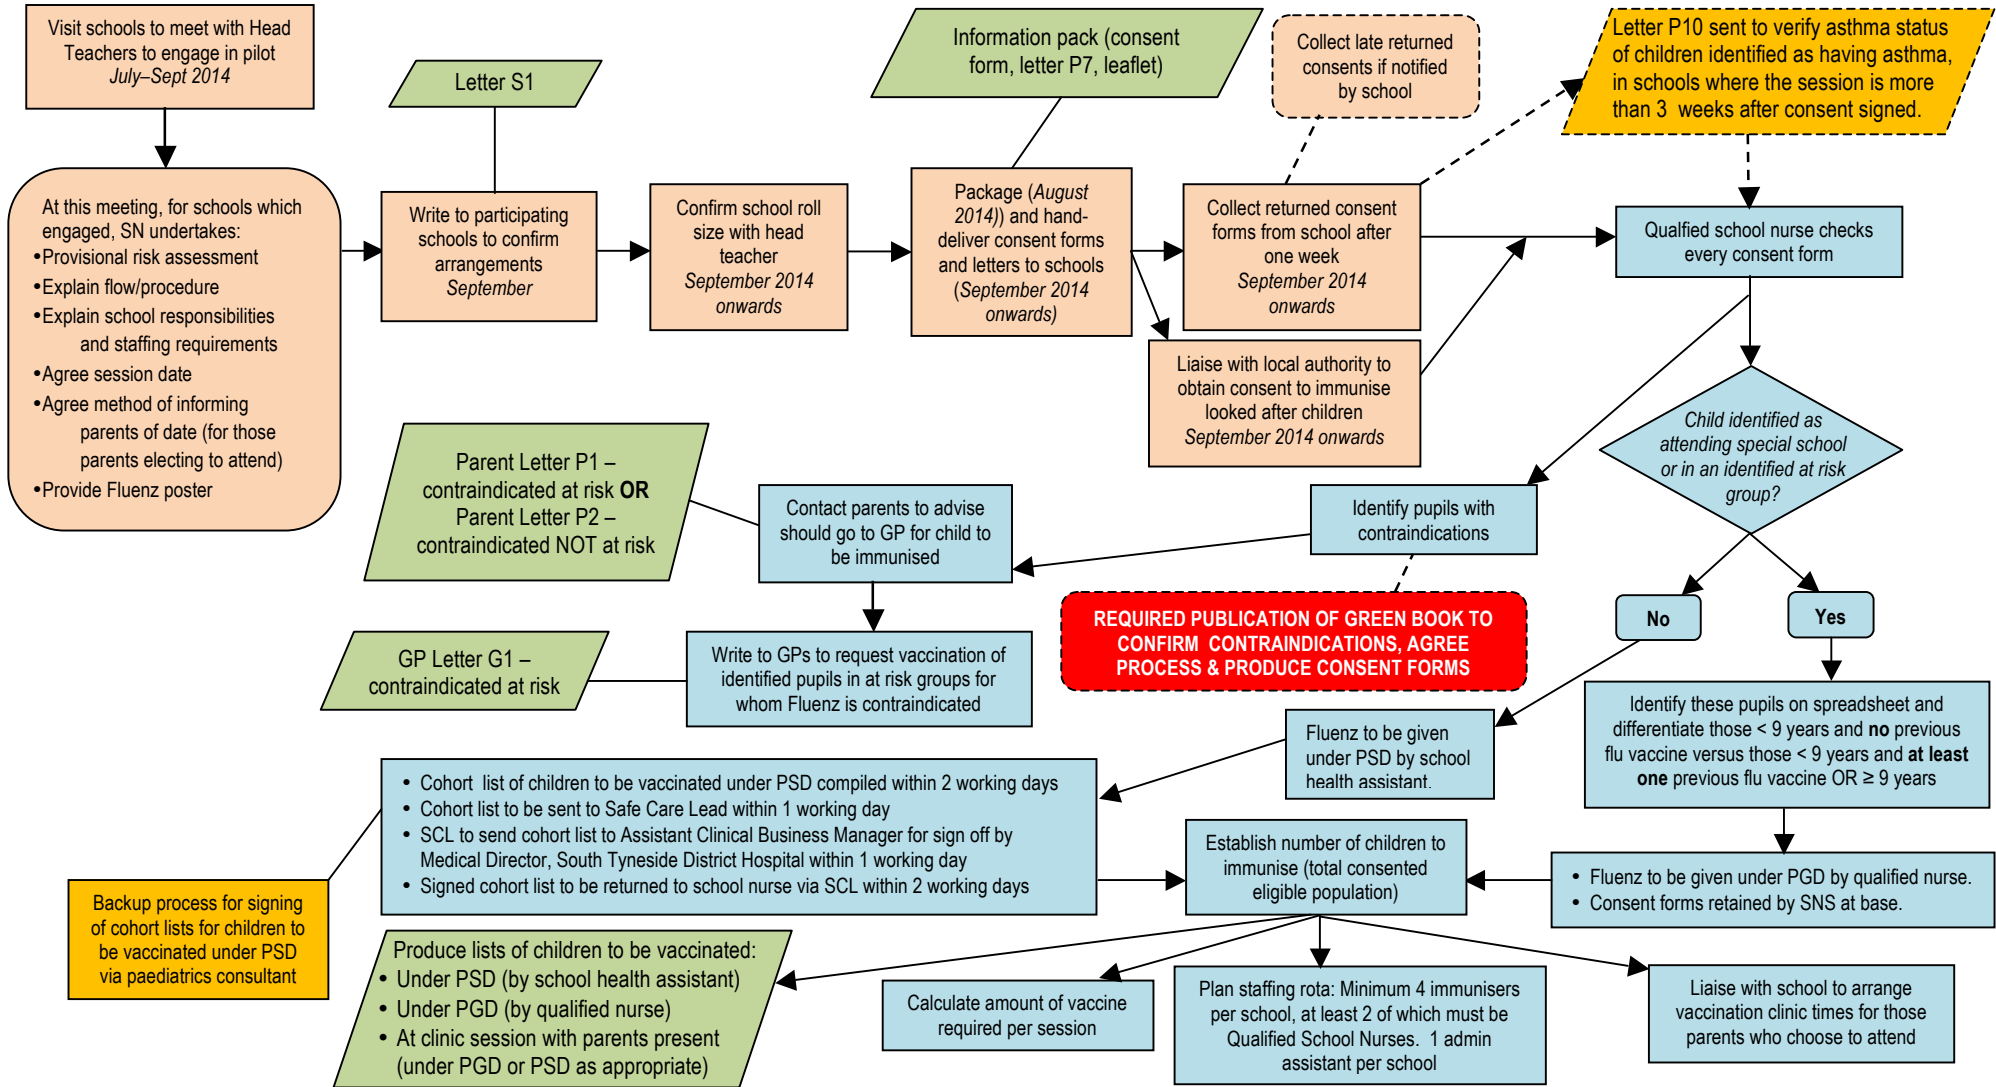 Visit schools to meet with Head
Teachers to engage in pilot
July–Sept 2014
Letter S1
Information pack (consent
form, letter P7, leaflet)
Collect late returned
consents if notified
by school
Letter P10 sent to verify asthma status
of children identified as having asthma,
in schools where the session is more
than 3 weeks after consent signed.
At this meeting, for schools which
engaged, SN undertakes:
•Provisional risk assessment
•Explain flow/procedure
•Explain school responsibilities
and staffing requirements
•Agree session date
•Agree method of informing
parents of date (for those
parents electing to attend)
•Provide Fluenz poster
Write to participating
schools to confirm
arrangements
September
Confirm school roll
size with head
teacher
September 2014
onwards
Package (August
2014)) and hand-
deliver consent forms
and letters to schools
(September 2014
onwards)
Collect returned consent
forms from school after
one week
September 2014
onwards
Liaise with local authority to
obtain consent to immunise
looked after children
September 2014 onwards
Qualfied school nurse checks
every consent form
Child identified as
attending special school
or in an identified at risk
group?
Parent Letter P1 –
contraindicated at risk OR
Parent Letter P2 –
contraindicated NOT at risk
Contact parents to advise
should go to GP for child to
be immunised
Identify pupils with
contraindications
REQUIRED PUBLICATION OF GREEN BOOK TO
CONFIRM CONTRAINDICATIONS, AGREE
PROCESS & PRODUCE CONSENT FORMS
No
Yes
GP Letter G1 –
contraindicated at risk
Write to GPs to request vaccination of
identified pupils in at risk groups for
whom Fluenz is contraindicated
Fluenz to be given
under PSD by school
health assistant.
Identify these pupils on spreadsheet and
differentiate those < 9 years and no previous
flu vaccine versus those < 9 years and at least
one previous flu vaccine OR ≥ 9 years
• Cohort list of children to be vaccinated under PSD compiled within 2 working days
• Cohort list to be sent to Safe Care Lead within 1 working day
• SCL to send cohort list to Assistant Clinical Business Manager for sign off by
Medical Director, South Tyneside District Hospital within 1 working day
• Signed cohort list to be returned to school nurse via SCL within 2 working days
Establish number of children to
immunise (total consented
eligible population)
• Fluenz to be given under PGD by qualified nurse.
• Consent forms retained by SNS at base.
Backup process for signing
of cohort lists for children to
be vaccinated under PSD
via paediatrics consultant
Produce lists of children to be vaccinated:
• Under PSD (by school health assistant)
• Under PGD (by qualified nurse)
• At clinic session with parents present
(under PGD or PSD as appropriate)
Calculate amount of vaccine
required per session
Plan staffing rota: Minimum 4 immunisers
per school, at least 2 of which must be
Qualified School Nurses. 1 admin
assistant per school
Liaise with school to arrange
vaccination clinic times for those
parents who choose to attend